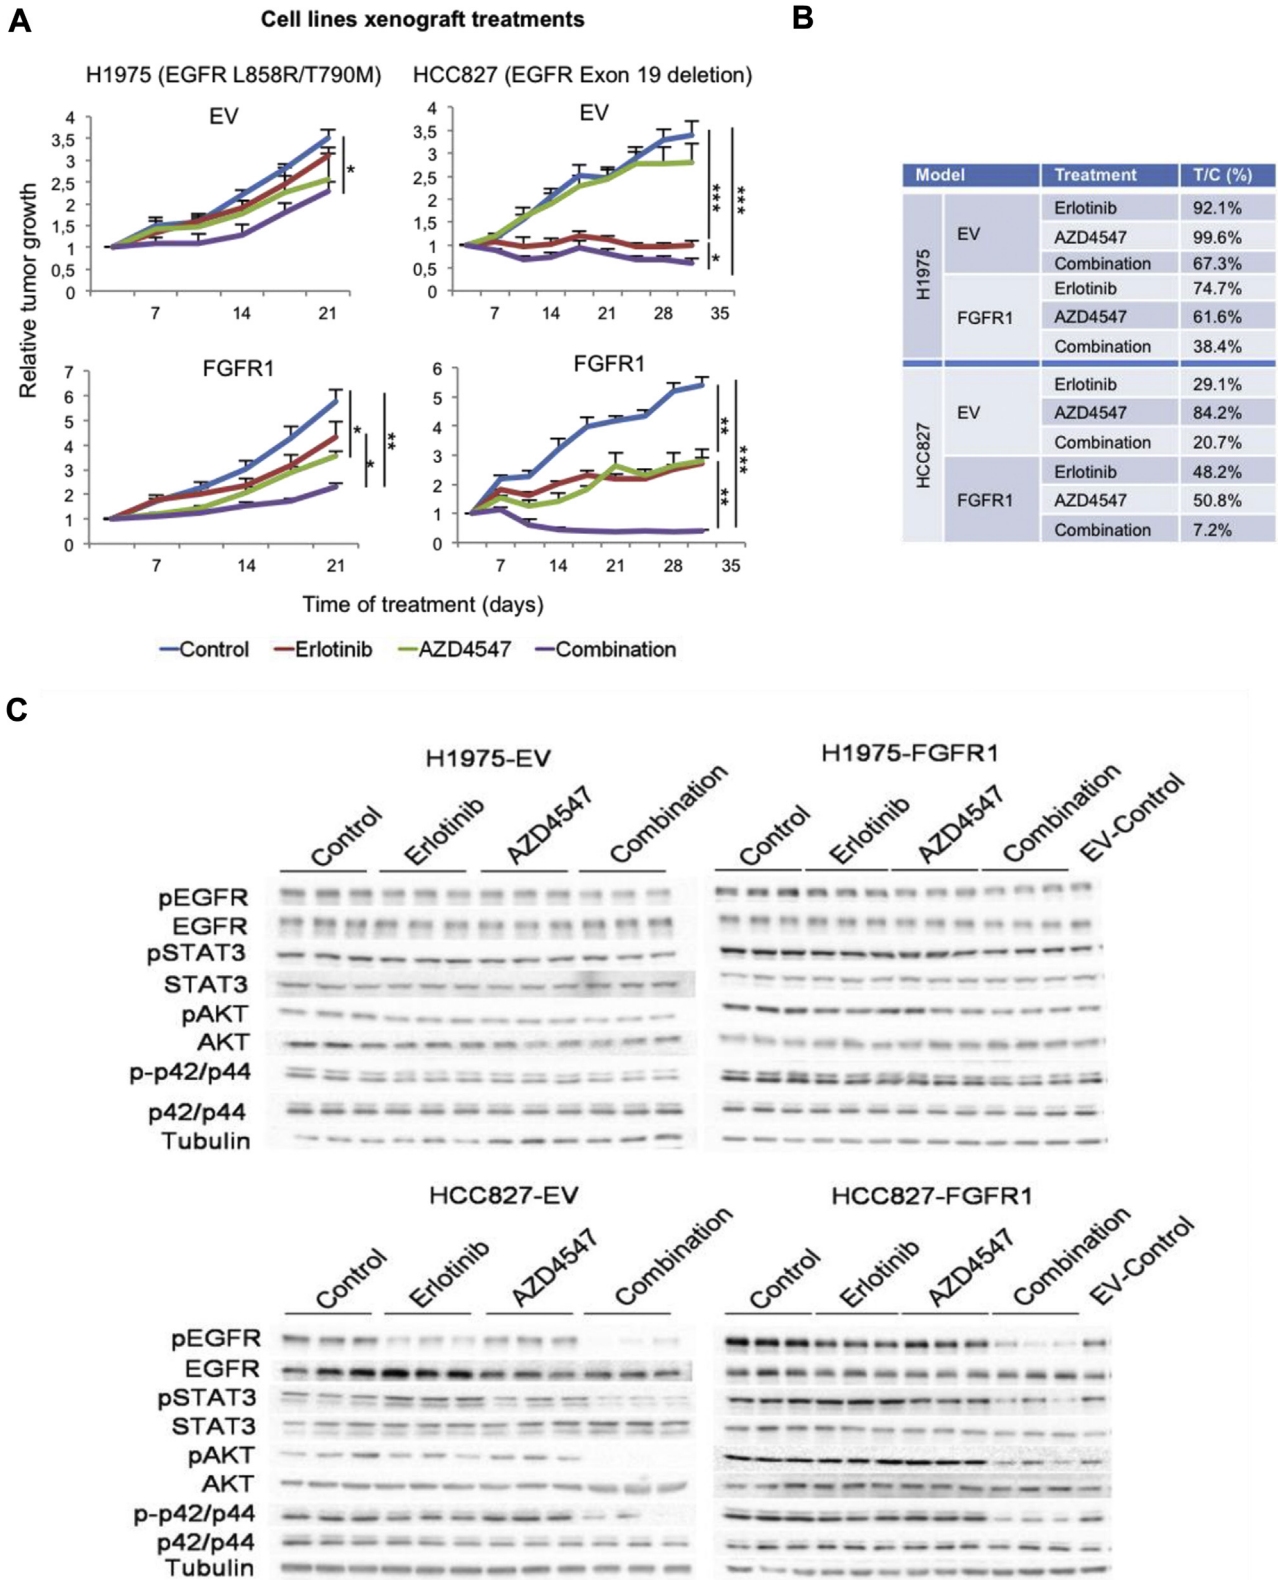 A
Cell lines xenograft treatments
H1975 (EGFR L858R/T790M)
HCC827 (EGFR Exon 19 deletion)
EV
4
3,5
3
2,5
2
1,5
1
0,5
0
7
14
21
*
EV
4
3,5
3
2,5
2
1,5
1
0,5
0
7
14
21
28
35
***
*
***
Relative tumor growth
FGFR1
7
6
5
4
3
2
1
0
7
14
21
*
*
**
FGFR1
6
5
4
3
2
1
0
7
14
21
28
35
**
**
***
Time of treatment (days)
Control
Erlotinib
AZD4547
Combination
B
Model Treatment T/C (%)
H1975
EV
Erlotinib 92.1%
AZD4547 99.6%
Combination 67.3%
FGFR1
Erlotinib 74.7%
AZD4547 61.6%
Combination 38.4%
HCC827
EV
Erlotinib 29.1%
AZD4547 84.2%
Combination 20.7%
FGFR1
Erlotinib 48.2%
AZD4547 50.8%
Combination 7.2%
C
H1975-EV
Control
Erlotinib
AZD4547
Combination
H1975-FGFR1
Control
Erlotinib
AZD4547
Combination
EV-Control
pEGFR
EGFR
pSTAT3
STAT3
pAKT
AKT
p-p42/p44
p42/p44
Tubulin
HCC827-EV
Control
Erlotinib
AZD4547
Combination
HCC827-FGFR1
Control
Erlotinib
AZD4547
Combination
EV-Control
pEGFR
EGFR
pSTAT3
STAT3
pAKT
AKT
p-p42/p44
p42/p44
Tubulin